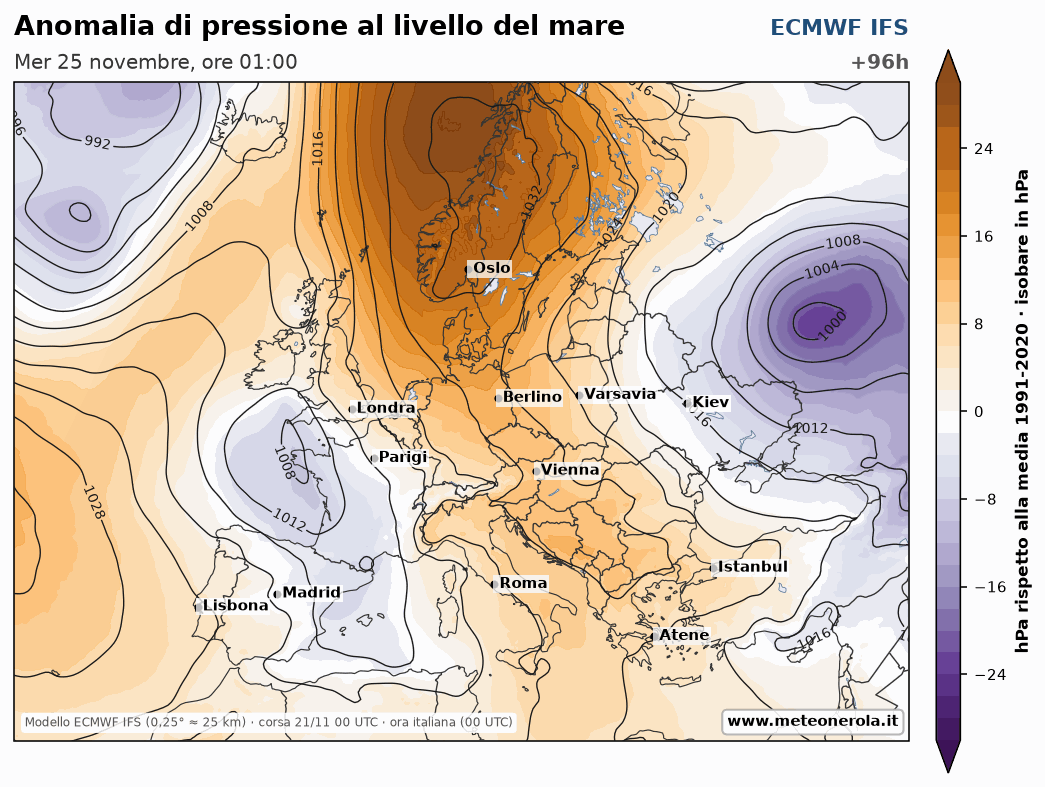 Anomalia di pressione al livello del mare
ECMWF IFS
Mer 25 novembre, ore 01:00
+96h
996
992
1016
1016
1008
1032
1020
1024
1008
1004
1000
Oslo
Berlino
Varsavia
Kiev
Londra
1016
1012
Parigi
Vienna
1008
1028
1012
Roma
Istanbul
Madrid
Lisbona
Atene
1016
Modello ECMWF IFS (0,25° ≈ 25 km) · corsa 21/11 00 UTC · ora italiana (00 UTC)
www.meteonerola.it
24
16
8
0
−8
−16
−24
hPa rispetto alla media 1991-2020 · isobare in hPa